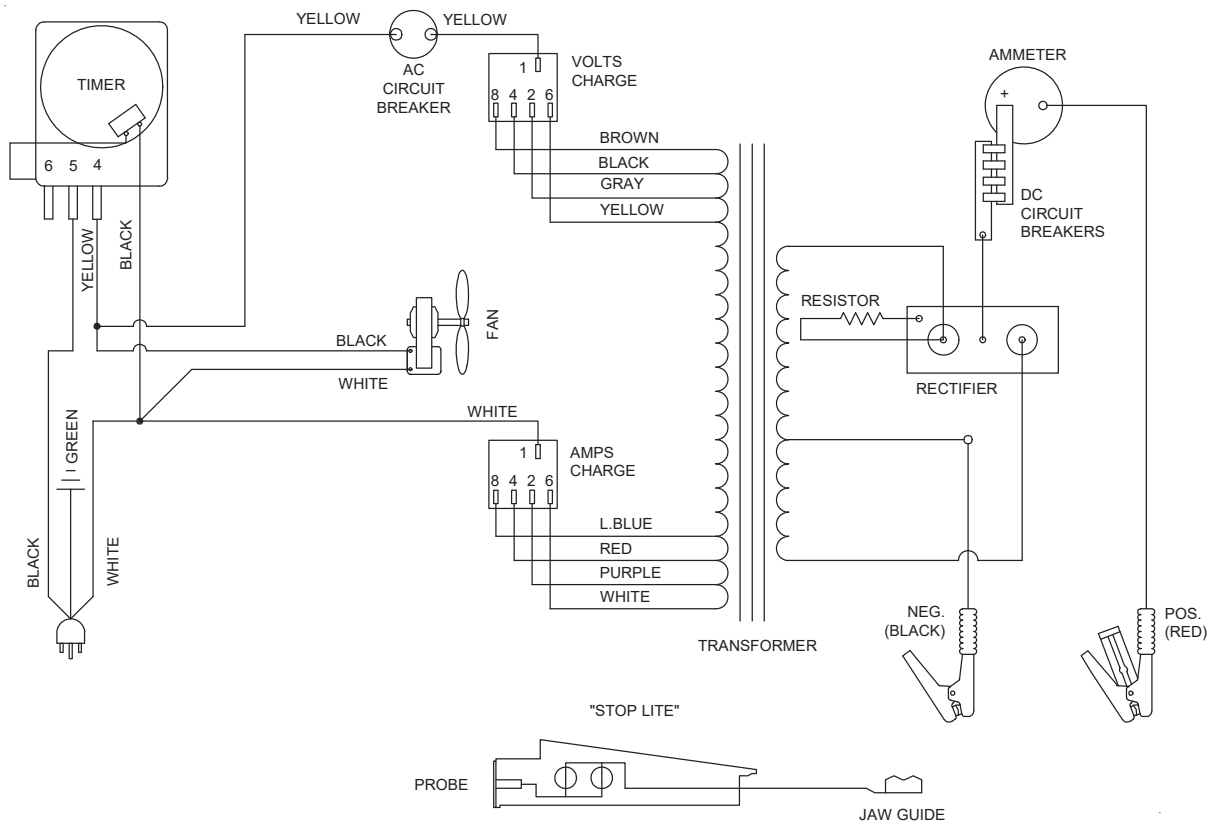 YELLOW
YELLOW
TIMER
AC
CIRCUIT
BREAKER
1
8 4 2 6
VOLTS
CHARGE
AMMETER
+
6 5 4
BROWN
BLACK
GRAY
YELLOW
DC
CIRCUIT
BREAKERS
YELLOW
BLACK
FAN
BLACK
WHITE
RESISTOR
RECTIFIER
WHITE
1
8 4 2 6
AMPS
CHARGE
GREEN
BLACK
WHITE
L.BLUE
RED
PURPLE
WHITE
TRANSFORMER
NEG.
(BLACK)
POS.
(RED)
"STOP LITE"
PROBE
JAW GUIDE